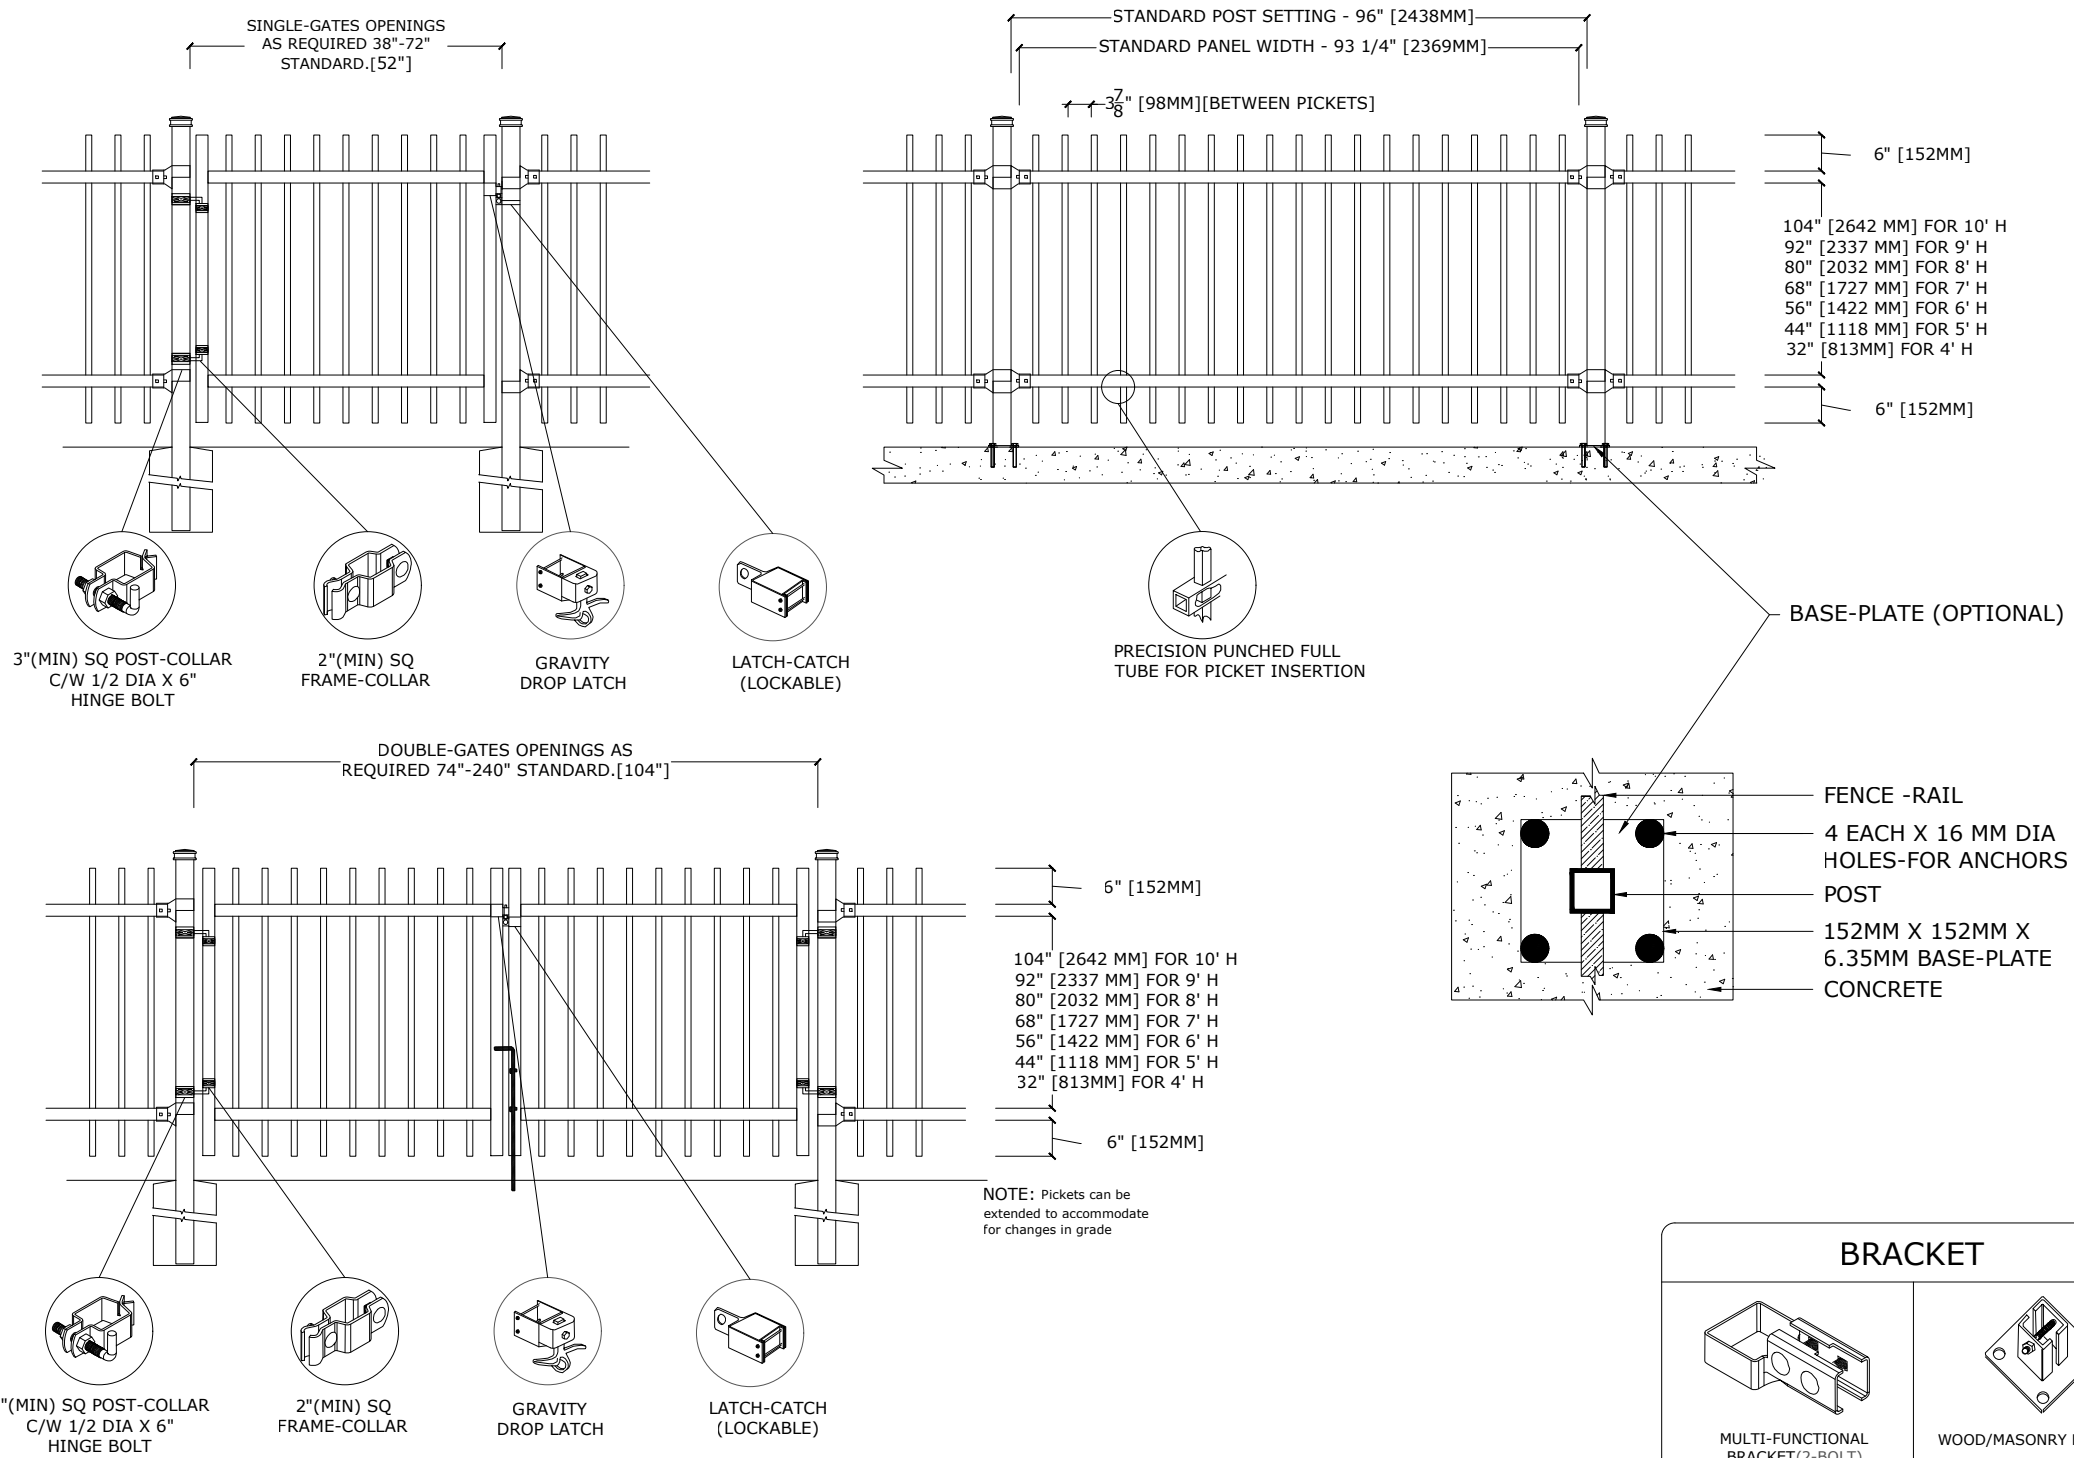 SINGLE-GATES OPENINGS
AS REQUIRED 38"-72"
STANDARD.[52"]
STANDARD POST SETTING - 96" [2438MM]
STANDARD PANEL WIDTH - 93 1/4" [2369MM]
3 7/8" [98MM][BETWEEN PICKETS]
6" [152MM]
104" [2642 MM] FOR 10' H
92" [2337 MM] FOR 9' H
80" [2032 MM] FOR 8' H
68" [1727 MM] FOR 7' H
56" [1422 MM] FOR 6' H
44" [1118 MM] FOR 5' H
32" [813MM] FOR 4' H
6" [152MM]
3"(MIN) SQ POST-COLLAR
C/W 1/2 DIA X 6"
HINGE BOLT
2"(MIN) SQ
FRAME-COLLAR
GRAVITY
DROP LATCH
LATCH-CATCH
(LOCKABLE)
PRECISION PUNCHED FULL
TUBE FOR PICKET INSERTION
BASE-PLATE (OPTIONAL)
FENCE -RAIL
4 EACH X 16 MM DIA
HOLES-FOR ANCHORS
POST
152MM X 152MM X
6.35MM BASE-PLATE
CONCRETE
DOUBLE-GATES OPENINGS AS
REQUIRED 74"-240" STANDARD.[104"]
6" [152MM]
104" [2642 MM] FOR 10' H
92" [2337 MM] FOR 9' H
80" [2032 MM] FOR 8' H
68" [1727 MM] FOR 7' H
56" [1422 MM] FOR 6' H
44" [1118 MM] FOR 5' H
32" [813MM] FOR 4' H
6" [152MM]
NOTE: Pickets can be
extended to accommodate
for changes in grade
"(MIN) SQ POST-COLLAR
C/W 1/2 DIA X 6"
HINGE BOLT
2"(MIN) SQ
FRAME-COLLAR
GRAVITY
DROP LATCH
LATCH-CATCH
(LOCKABLE)
BRACKET
MULTI-FUNCTIONAL
BRACKET(2-BOLT)
WOOD/MASONRY